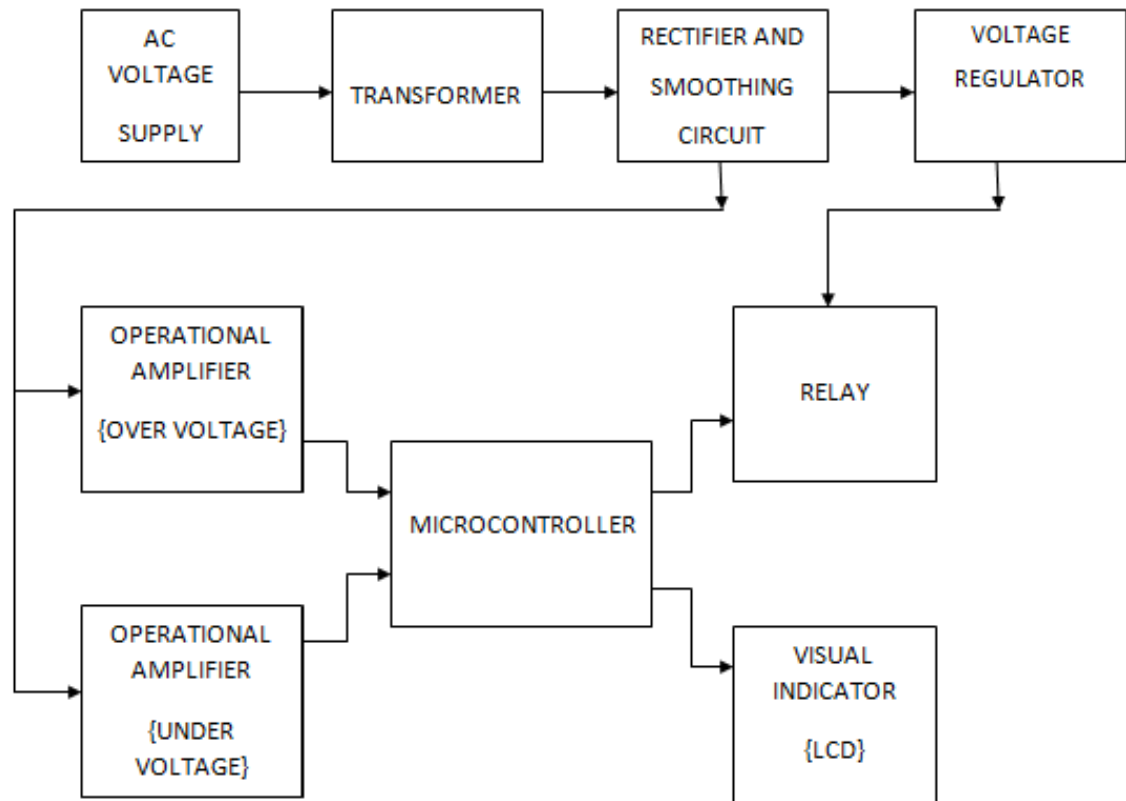 AC
VOLTAGE
SUPPLY
TRANSFORMER
RECTIFIER AND
SMOOTHING
CIRCUIT
VOLTAGE
REGULATOR
OPERATIONAL
AMPLIFIER
{OVER VOLTAGE}
RELAY
MICROCONTROLLER
OPERATIONAL
AMPLIFIER
{UNDER
VOLTAGE}
VISUAL
INDICATOR
{LCD}